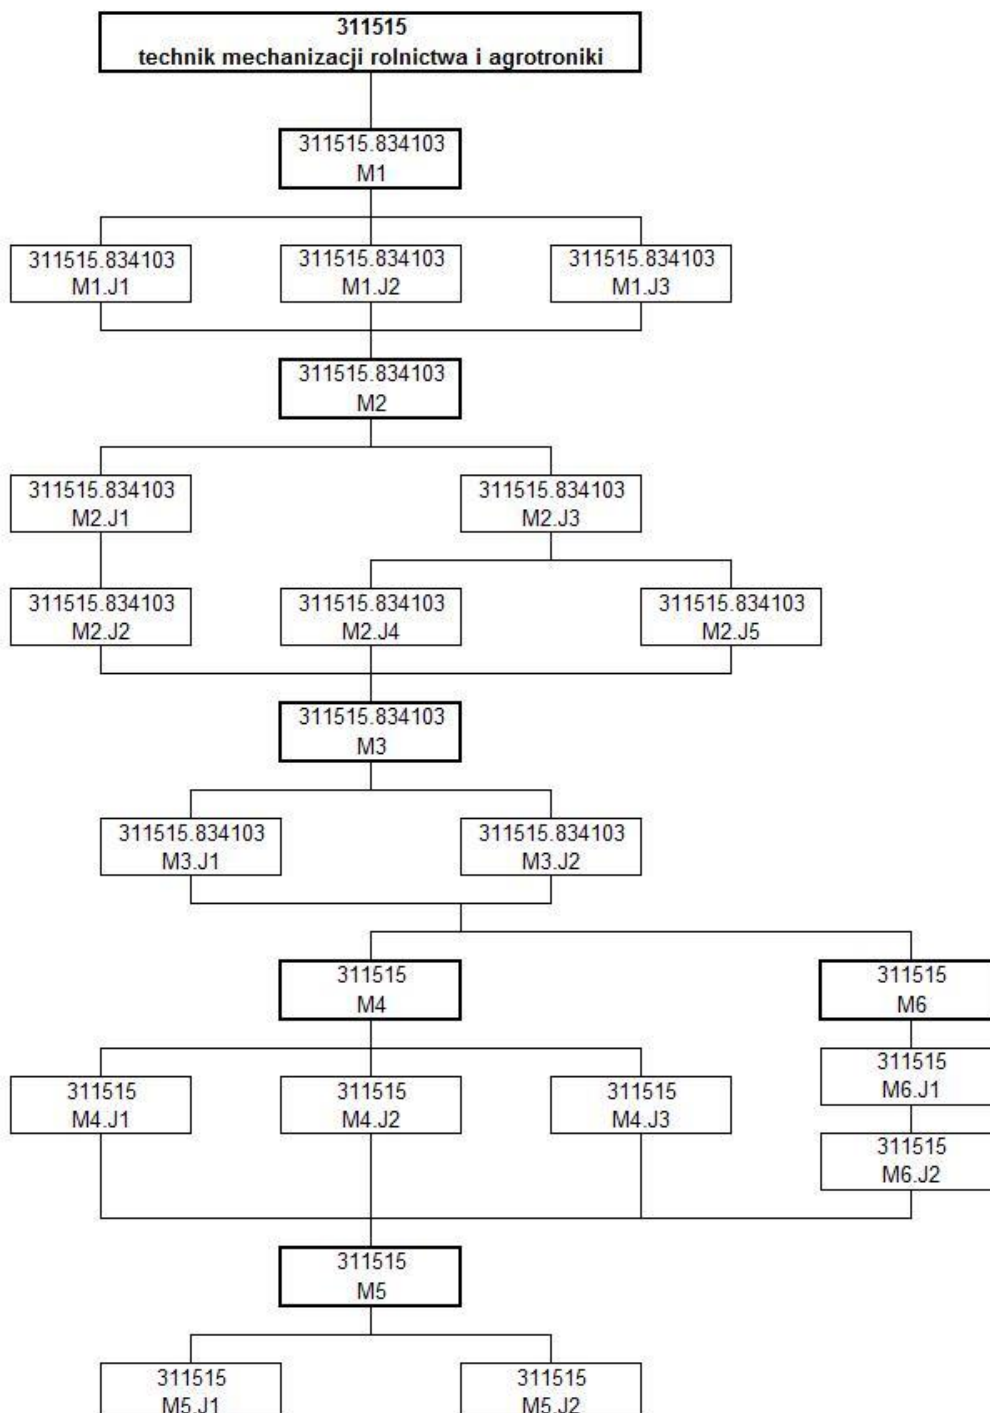 311515
technik mechanizacji rolnictwa i agrotroniki
311515.834103
M1
311515.834103
M1.J1
311515.834103
M1.J2
311515.834103
M1.J3
311515.834103
M2
311515.834103
M2.J1
311515.834103
M2.J3
311515.834103
M2.J2
311515.834103
M2.J4
311515.834103
M2.J5
311515.834103
M3
311515.834103
M3.J1
311515.834103
M3.J2
311515
M4
311515
M6
311515
M6.J1
311515
M4.J1
311515
M4.J2
311515
M4.J3
311515
M6.J2
311515
M5
311515
M5.J1
311515
M5.J2